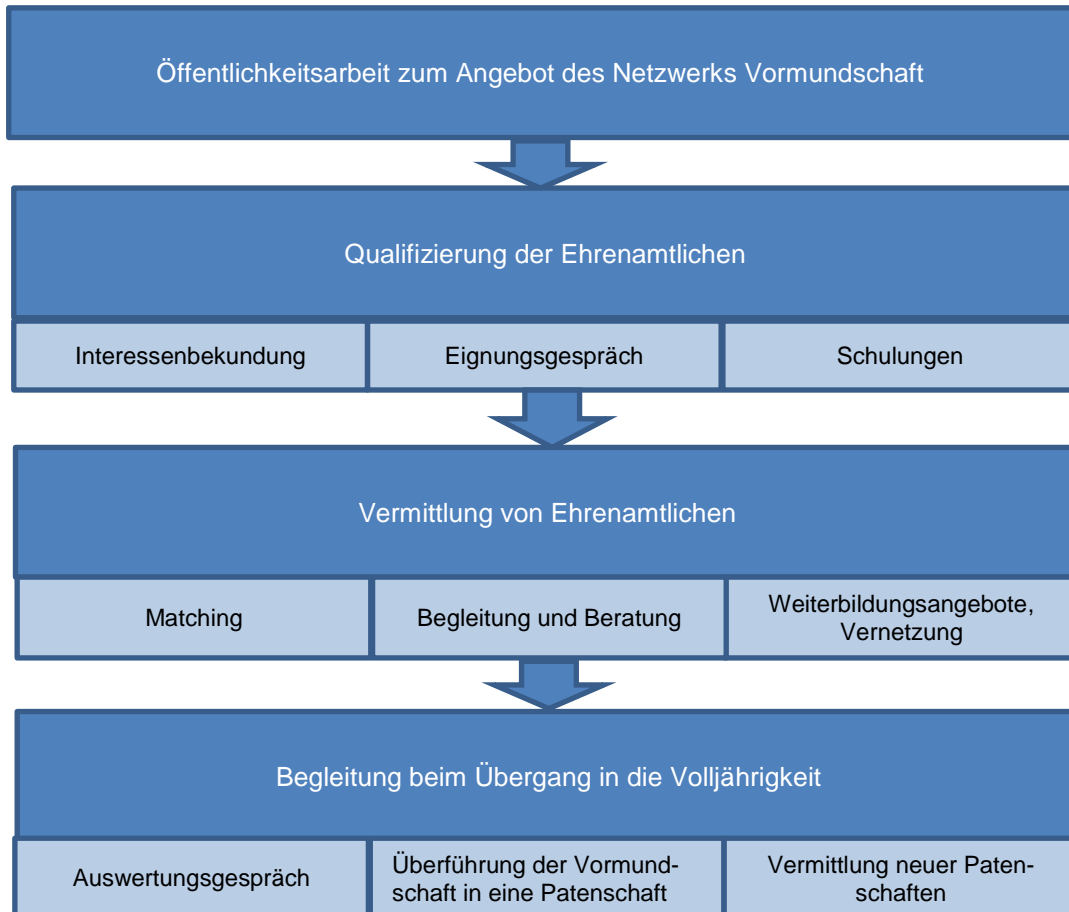 Öffentlichkeitsarbeit zum Angebot des Netzwerks Vormundschaft
Qualifizierung der Ehrenamtlichen
Interessenbekundung
Eignungsgespräch
Schulungen
Vermittlung von Ehrenamtlichen
Matching
Begleitung und Beratung
Weiterbildungsangebote,
Vernetzung
Begleitung beim Übergang in die Volljährigkeit
Auswertungsgespräch
Überführung der Vormund-
schaft in eine Patenschaft
Vermittlung neuer Paten-
schaften